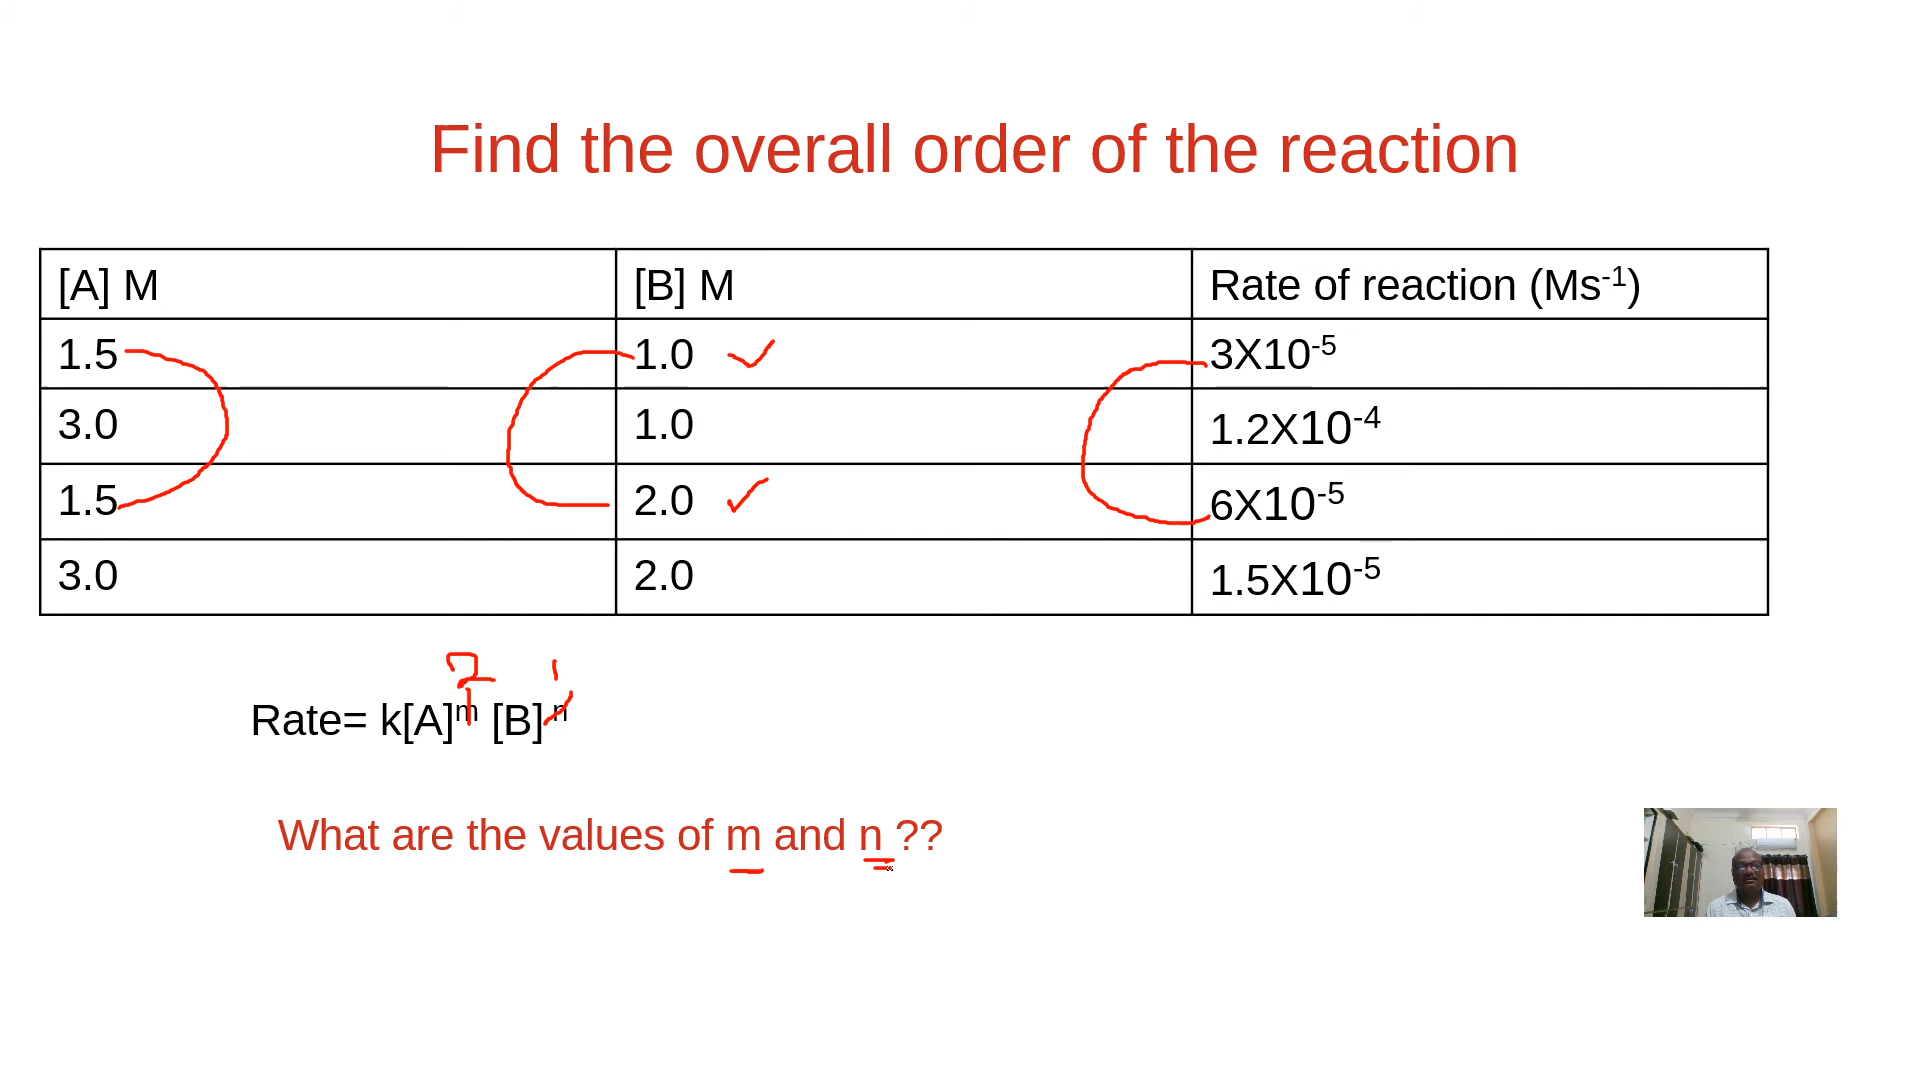 Find the overall order of the reaction
[A] M [B] M Rate of reaction (Ms⁻¹)
1.5 1.0 3X10⁻⁵
3.0 1.0 1.2X10⁻⁴
1.5 2.0 6X10⁻⁵
3.0 2.0 1.5X10⁻⁵
2 1
Rate= k[A]ᵐ [B]ⁿ
What are the values of m and n ??